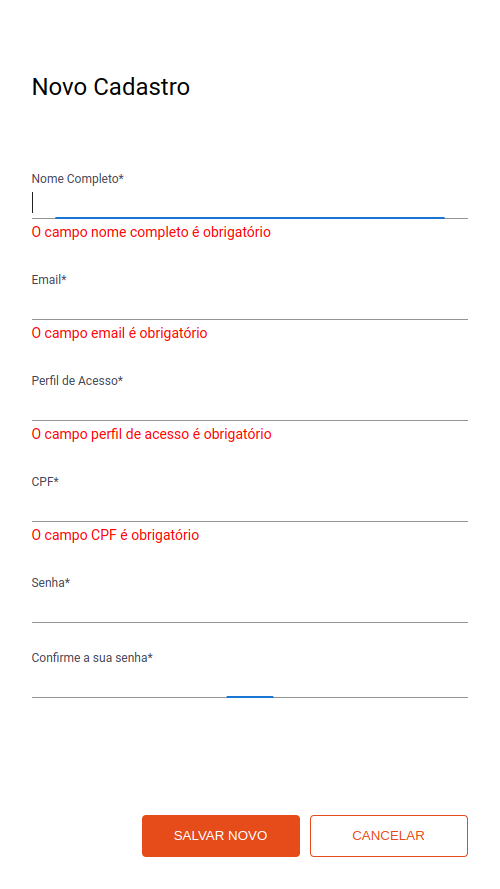 Novo Cadastro
Nome Completo*
O campo nome completo é obrigatório
Email*
O campo email é obrigatório
Perfil de Acesso*
O campo perfil de acesso é obrigatório
CPF*
O campo CPF é obrigatório
Senha*
Confirme a sua senha*
SALVAR NOVO
CANCELAR